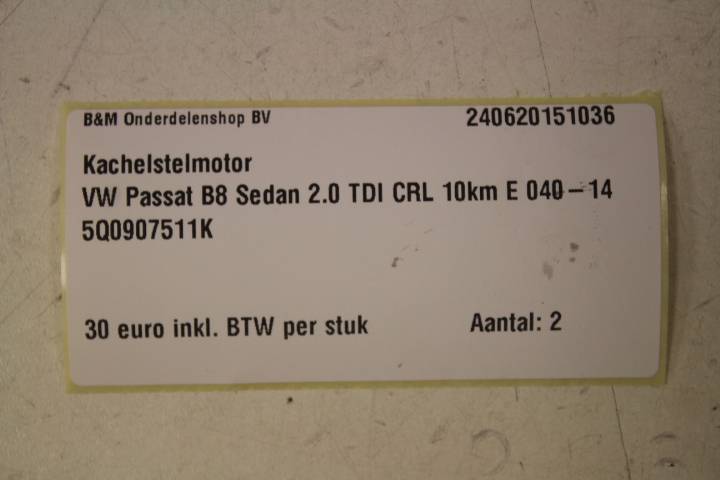 B&M Onderdelenshop BV 240620151036
Kachelstelmotor
VW Passat B8 Sedan 2.0 TDI CRL 10km E 040-14
5Q0907511K
30 euro inkl. BTW per stuk Aantal: 2